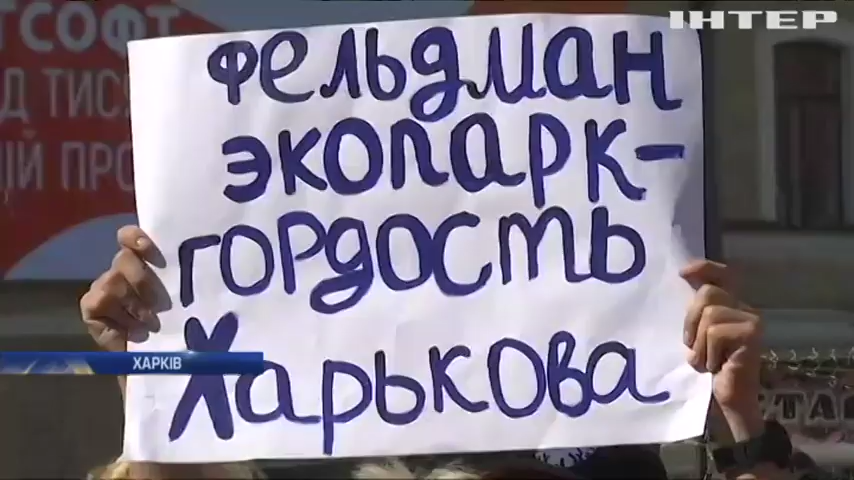 ІНТЕР
Фельдман
экопарк-
гордость
Харькова
ХАРКІВ